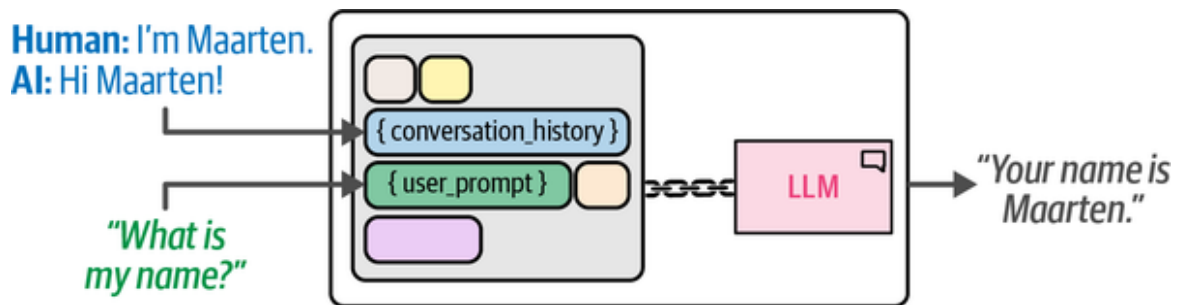 Human: I'm Maarten.
AI: Hi Maarten!
{ conversation_history }
{ user_prompt }
"What is
my name?"
LLM
"Your name is
Maarten."